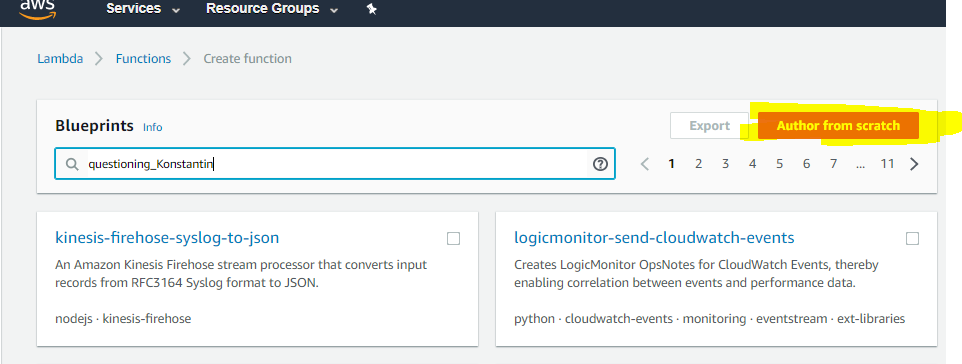 aws
Services
Resource Groups
Lambda > Functions > Create function
Blueprints Info
Export
Author from scratch
questioning_Konstantin
?
< 1 2 3 4 5 6 7 ... 11 >
kinesis-firehose-syslog-to-json
An Amazon Kinesis Firehose stream processor that converts input
records from RFC3164 Syslog format to JSON.
nodejs · kinesis-firehose
logicmonitor-send-cloudwatch-events
Creates LogicMonitor OpsNotes for CloudWatch Events, thereby
enabling correlation between events and performance data.
python · cloudwatch-events · monitoring · eventstream · ext-libraries